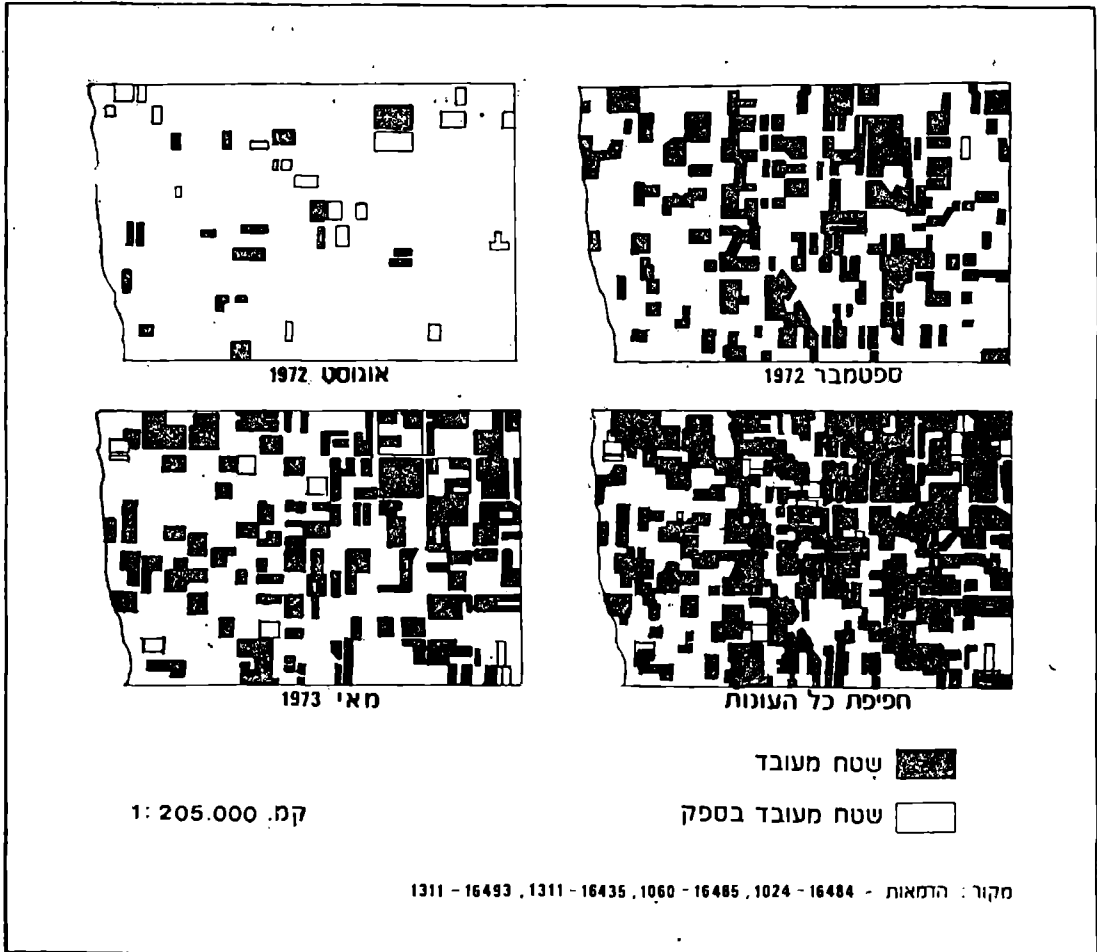 אוגוסט 1972
ספטמבר 1972
מאי 1973
חפיפת כל העונות
שטח מעובד
שטח מעובד בספק
קמ. 1:205.000
מקור: הדמאות - 1024-16484, 1060-16485, 1311-16435, 1311-16493